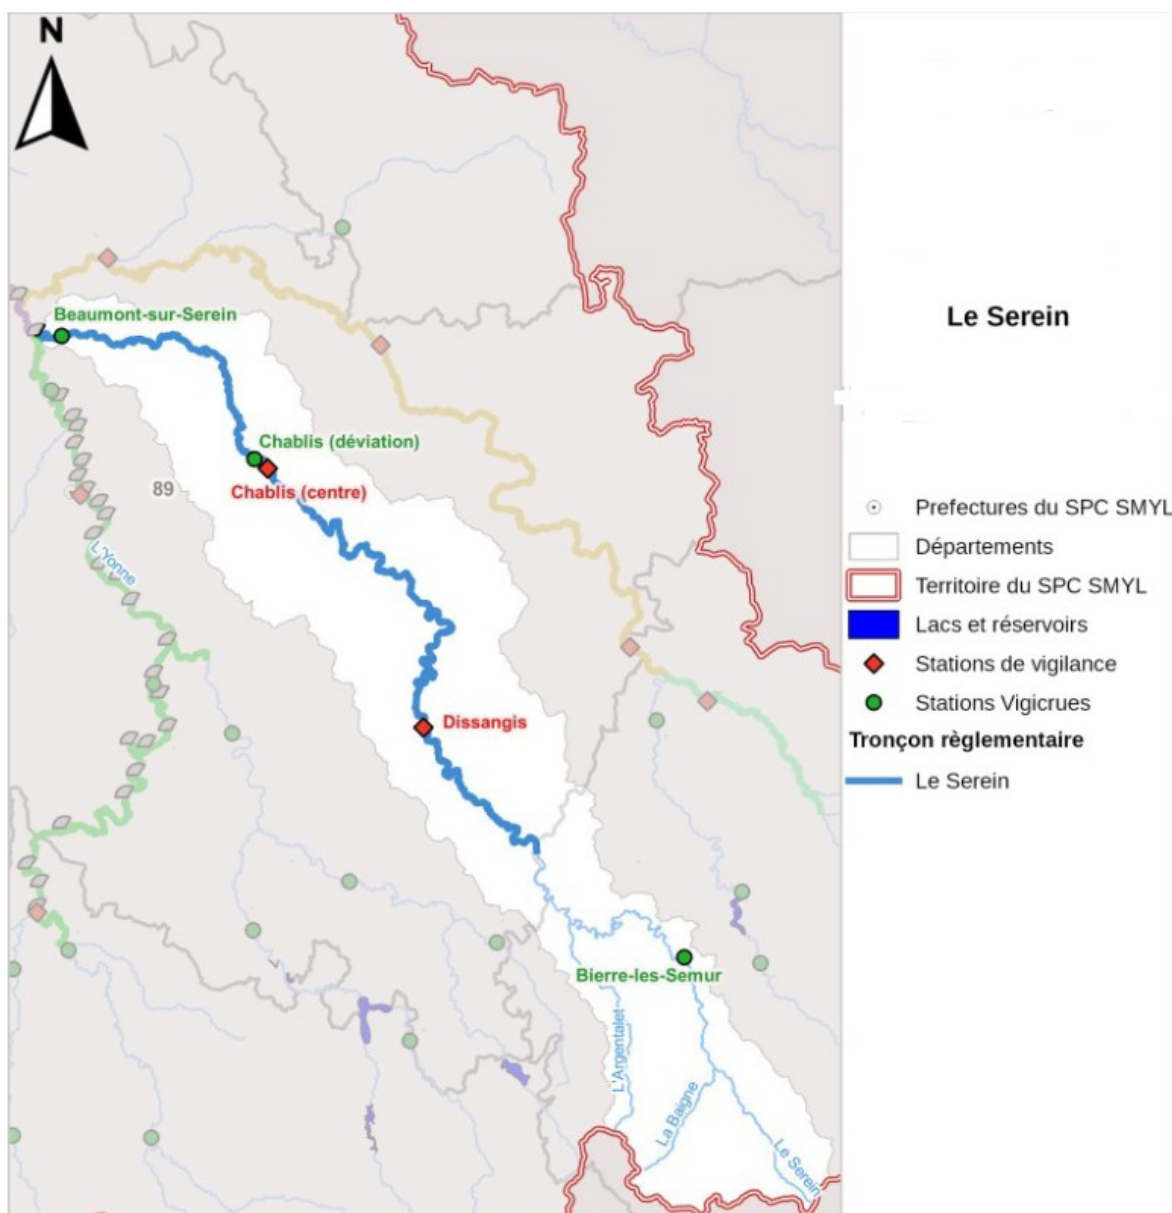 N
Beaumont-sur-Serein
Le Serein
Chablis (déviation)
Chablis (centre)
89
L'Yonne
Prefectures du SPC SMYL
Départements
Territoire du SPC SMYL
Lacs et réservoirs
Stations de vigilance
Stations Vigicrues
Tronçon règlementaire
Le Serein
Dissangis
Bierre-les-Semur
L'Argentalet
La Baigne
Le Serein